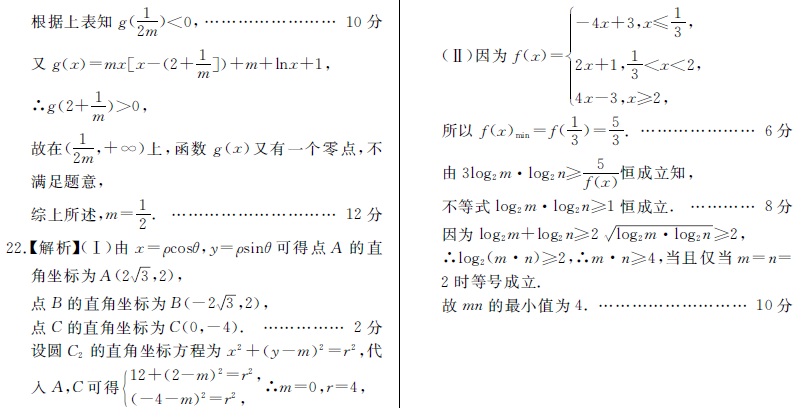 根据上表知 g(1/2m)<0, …………………… 10 分
又 g(x)=mx[x-(2+1/m)]+m+lnx+1,
∴g(2+1/m)>0,
故在(1/2m,+∞)上,函数 g(x)又有一个零点,不
满足题意,
综上所述,m=1/2. ………………………… 12 分
22.【解析】(Ⅰ)由 x=ρcosθ,y=ρsinθ 可得点 A 的直
角坐标为 A(2√3,2),
点 B 的直角坐标为 B(-2√3,2),
点 C 的直角坐标为 C(0,-4). …………… 2 分
设圆 C₂ 的直角坐标方程为 x²+(y-m)²=r²,代
入 A,C 可得{12+(2-m)²=r², (-4-m)²=r², ∴m=0,r=4,
(Ⅱ)因为 f(x)={-4x+3,x≤1/3,
2x+1,1/3<x<2,
4x-3,x≥2,
所以 f(x)min=f(1/3)=5/3. ………………… 6 分
由 3log₂m·log₂n≥5/f(x)恒成立知,
不等式 log₂m·log₂n≥1 恒成立. ………… 8 分
因为 log₂m+log₂n≥2√(log₂m·log₂n)≥2,
∴log₂(m·n)≥2,∴m·n≥4,当且仅当 m=n=
2 时等号成立.
故 mn 的最小值为 4. ……………………… 10 分